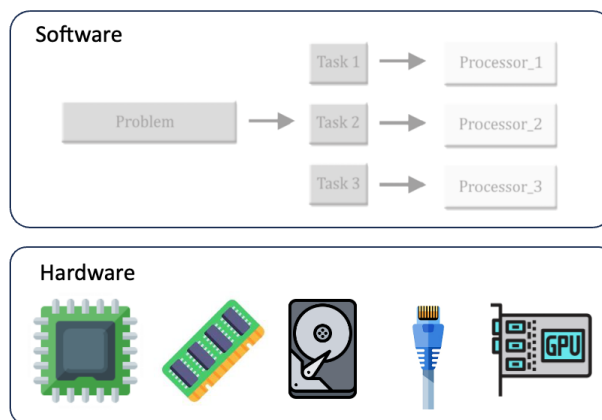 Software
Task 1
Processor_1
Problem
Task 2
Processor_2
Task 3
Processor_3
Hardware
GPU